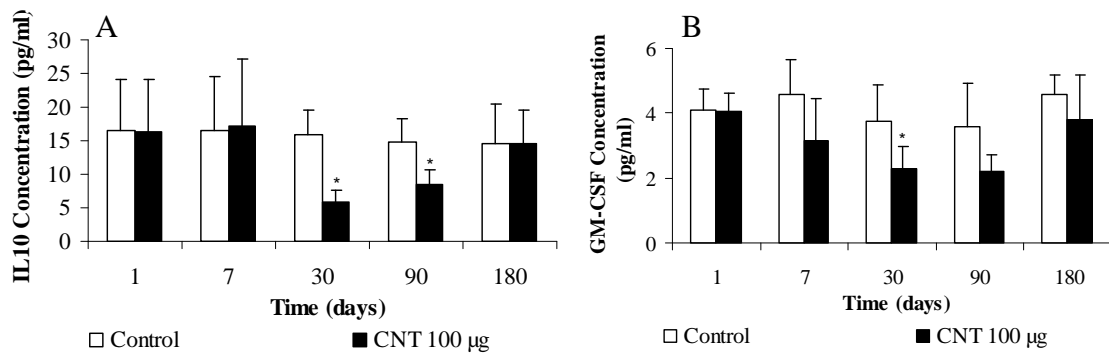 A
IL10 Concentration (pg/ml)
30
25
20
15
10
5
0
*
*
1 7 30 90 180
Time (days)
Control CNT 100 µg
B
GM-CSF Concentration
(pg/ml)
6
4
2
0
*
1 7 30 90 180
Time (days)
Control CNT 100 µg